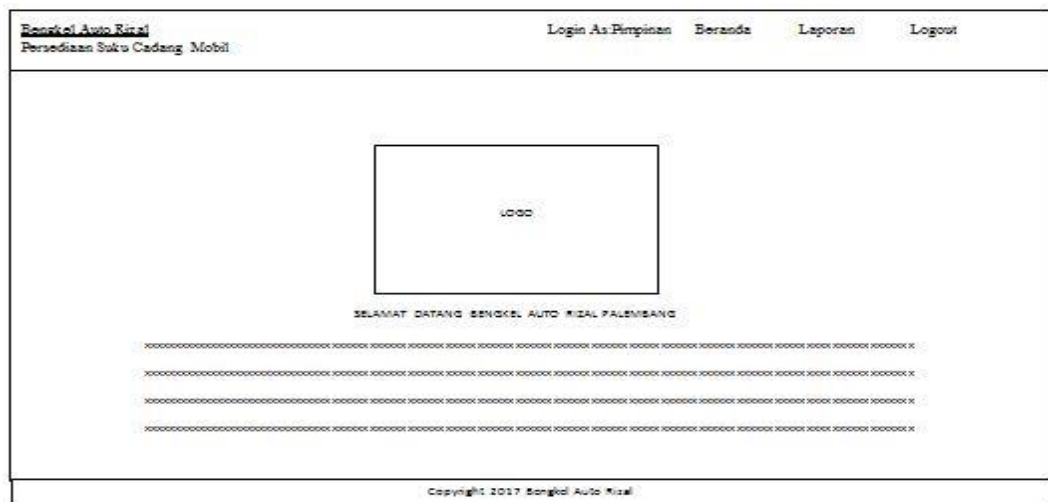 Bengkel Auto Rizal
Persediaan Suku Cadang Mobil
Login As:Pimpinan Beranda Laporan Logout
LOGO
SELAMAT DATANG BENGKEL AUTO RIZAL PALEMBANG
Copyright 2017 Bengkel Auto Rizal